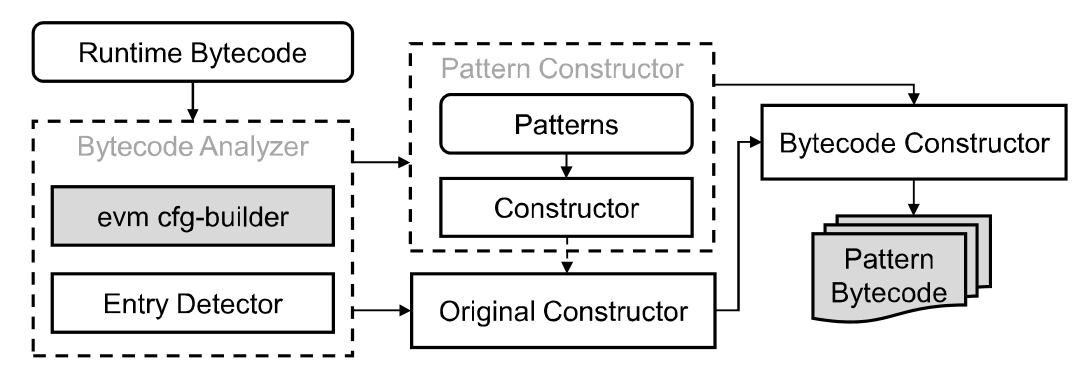 Runtime Bytecode
Bytecode Analyzer
evm cfg-builder
Entry Detector
Pattern Constructor
Patterns
Constructor
Original Constructor
Bytecode Constructor
Pattern
Bytecode